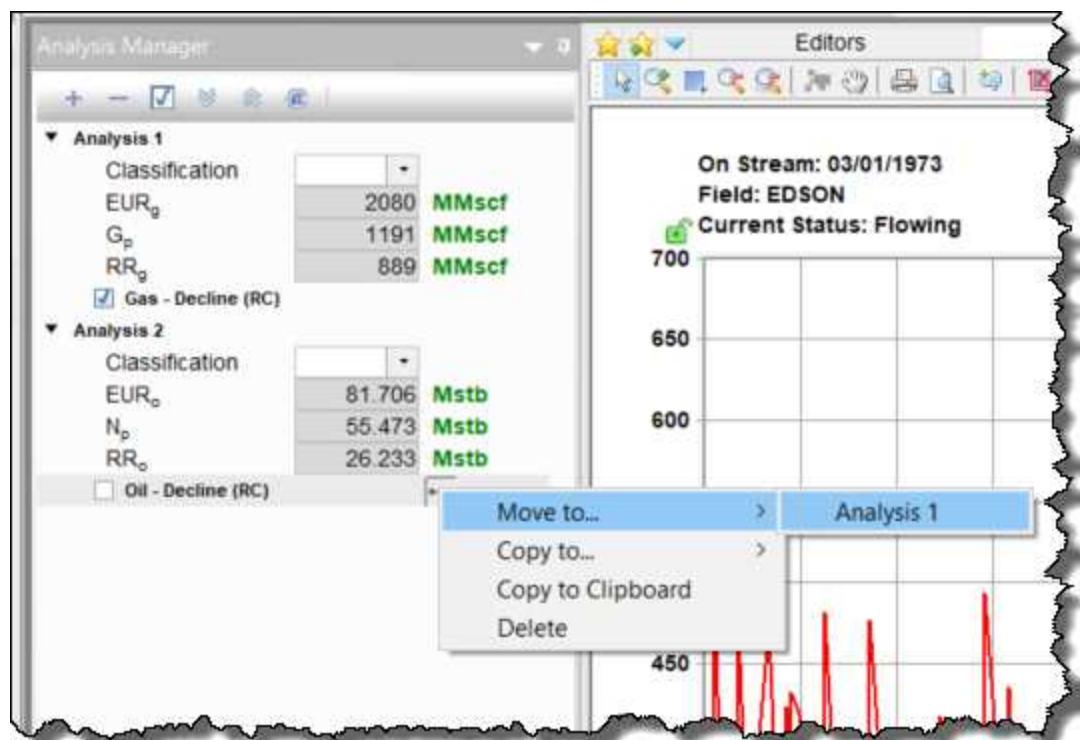 Analysis Manager
Editors
Analysis 1
Classification
EURg 2080 MMscf
Gp 1191 MMscf
RRg 889 MMscf
Gas - Decline (RC)
Analysis 2
Classification
EURo 81.706 Mstb
Np 55.473 Mstb
RRo 26.233 Mstb
Oil - Decline (RC)
Move to...
Copy to...
Copy to Clipboard
Delete
Analysis 1
On Stream: 03/01/1973
Field: EDSON
Current Status: Flowing
700
650
600
450